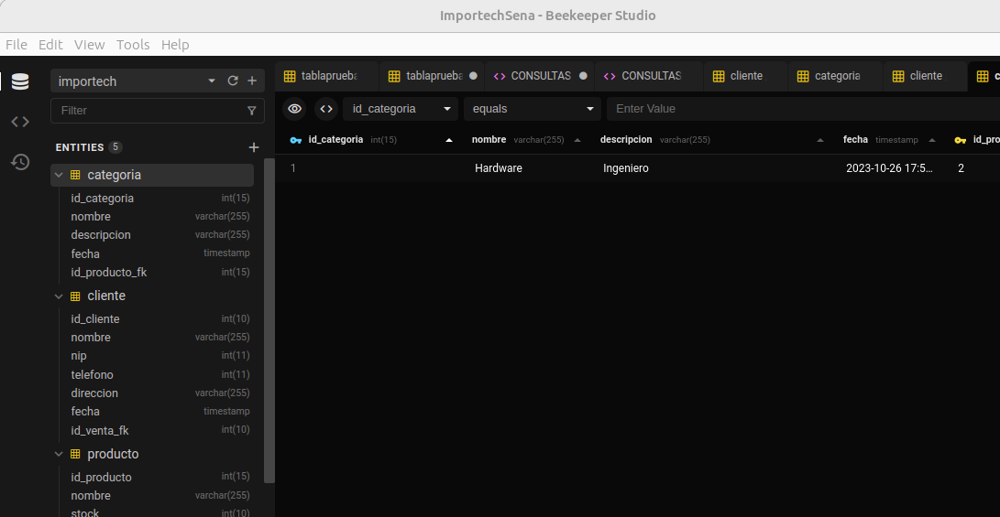 ImportechSena - Beekeeper Studio
File Edit View Tools Help
importech
Filter
ENTITIES 5
categoria
id_categoria int(15)
nombre varchar(255)
descripcion varchar(255)
fecha timestamp
id_producto_fk int(15)
cliente
id_cliente int(10)
nombre varchar(255)
nip int(11)
telefono int(11)
direccion varchar(255)
fecha timestamp
id_venta_fk int(10)
producto
id_producto int(15)
nombre varchar(255)
stock int(10)
tablaprueba tablaprueba CONSULTAS CONSULTAS cliente categoria cliente c
id_categoria equals Enter Value
id_categoria int(15) nombre varchar(255) descripcion varchar(255) fecha timestamp id_pro
1 Hardware Ingeniero 2023-10-26 17:5... 2